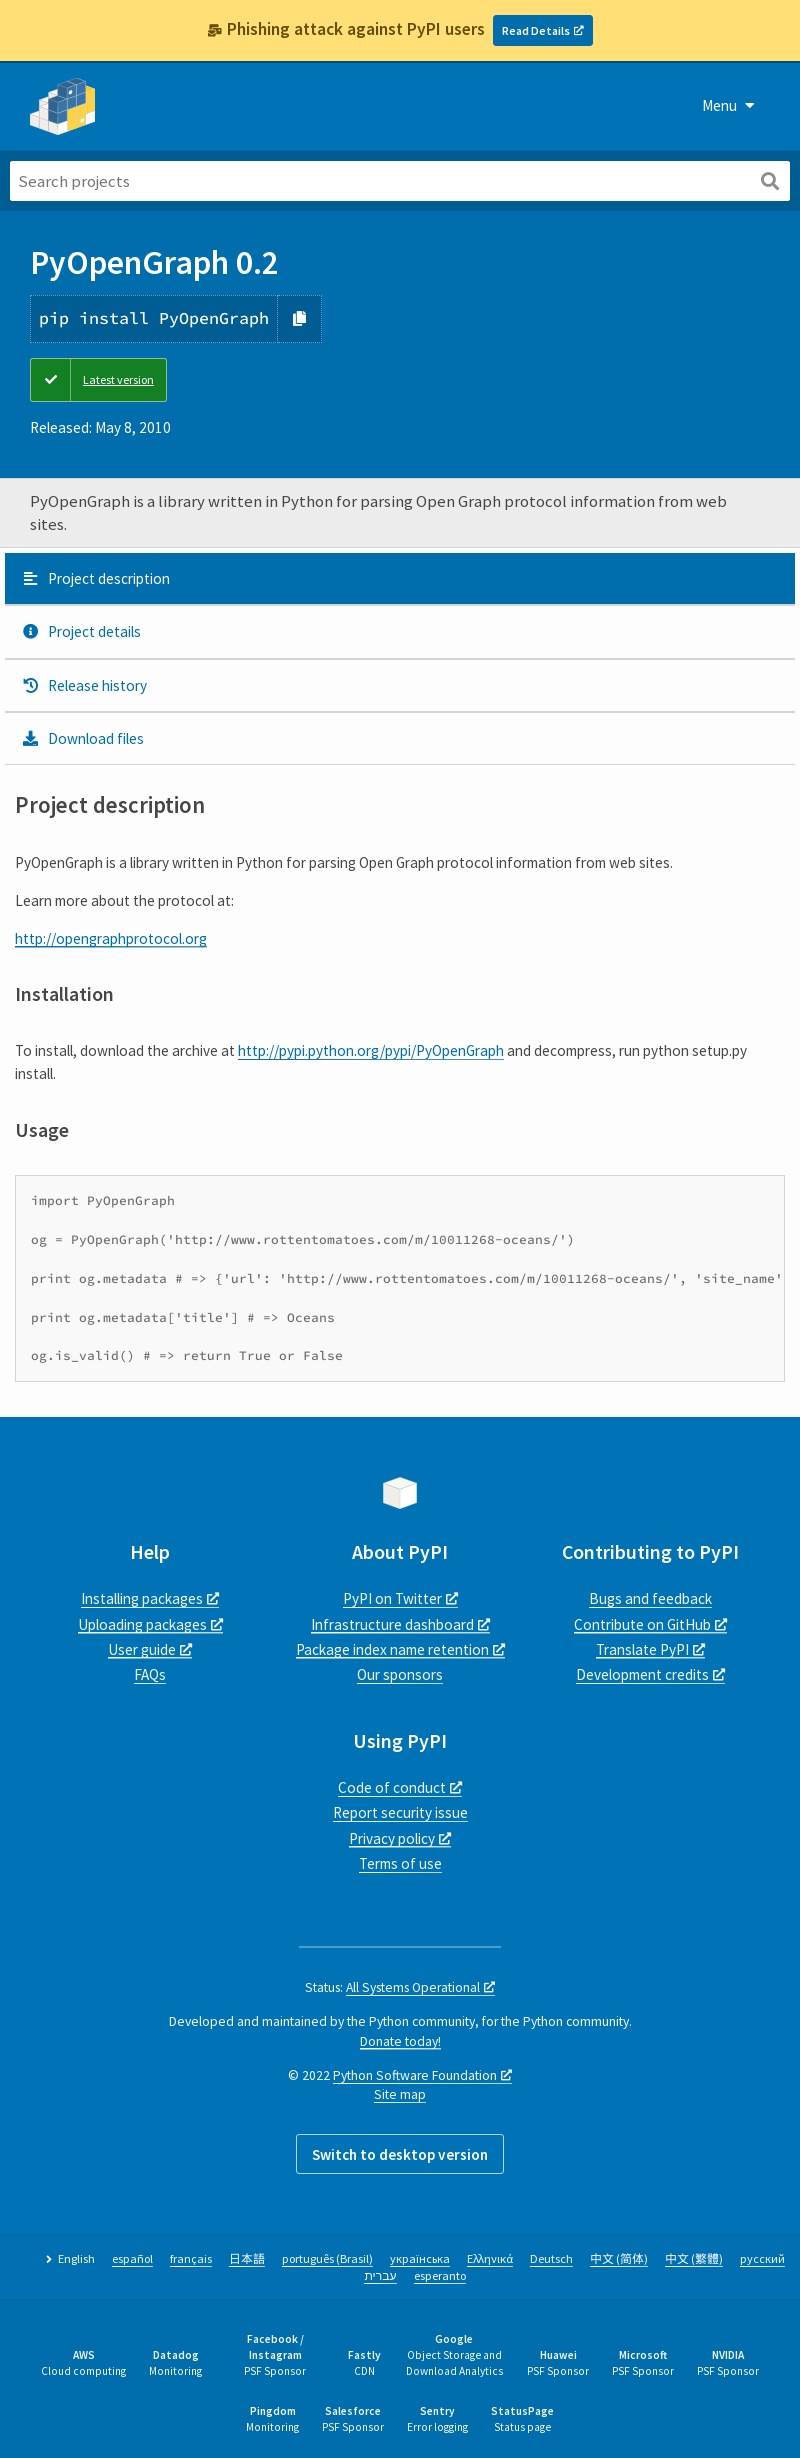 Phishing attack against PyPI users Read Details
Menu
Search projects
PyOpenGraph 0.2
pip install PyOpenGraph
Latest version
Released: May 8, 2010
PyOpenGraph is a library written in Python for parsing Open Graph protocol information from web
sites.
Project description
Project details
Release history
Download files
Project description
PyOpenGraph is a library written in Python for parsing Open Graph protocol information from web sites.
Learn more about the protocol at:
http://opengraphprotocol.org
Installation
To install, download the archive at http://pypi.python.org/pypi/PyOpenGraph and decompress, run python setup.py
install.
Usage
import PyOpenGraph
og = PyOpenGraph('http://www.rottentomatoes.com/m/10011268-oceans/')
print og.metadata # => {'url': 'http://www.rottentomatoes.com/m/10011268-oceans/', 'site_name'
print og.metadata['title'] # => Oceans
og.is_valid() # => return True or False
Help
Installing packages
Uploading packages
User guide
FAQs
About PyPI
PyPI on Twitter
Infrastructure dashboard
Package index name retention
Our sponsors
Contributing to PyPI
Bugs and feedback
Contribute on GitHub
Translate PyPI
Development credits
Using PyPI
Code of conduct
Report security issue
Privacy policy
Terms of use
Status: All Systems Operational
Developed and maintained by the Python community, for the Python community.
Donate today!
© 2022 Python Software Foundation
Site map
Switch to desktop version
English español français 日本語 português (Brasil) українська Ελληνικά Deutsch 中文 (简体) 中文 (繁體) русский
עברית esperanto
AWS
Cloud computing
Datadog
Monitoring
Facebook /
Instagram
PSF Sponsor
Fastly
CDN
Google
Object Storage and
Download Analytics
Huawei
PSF Sponsor
Microsoft
PSF Sponsor
NVIDIA
PSF Sponsor
Pingdom
Monitoring
Salesforce
PSF Sponsor
Sentry
Error logging
StatusPage
Status page